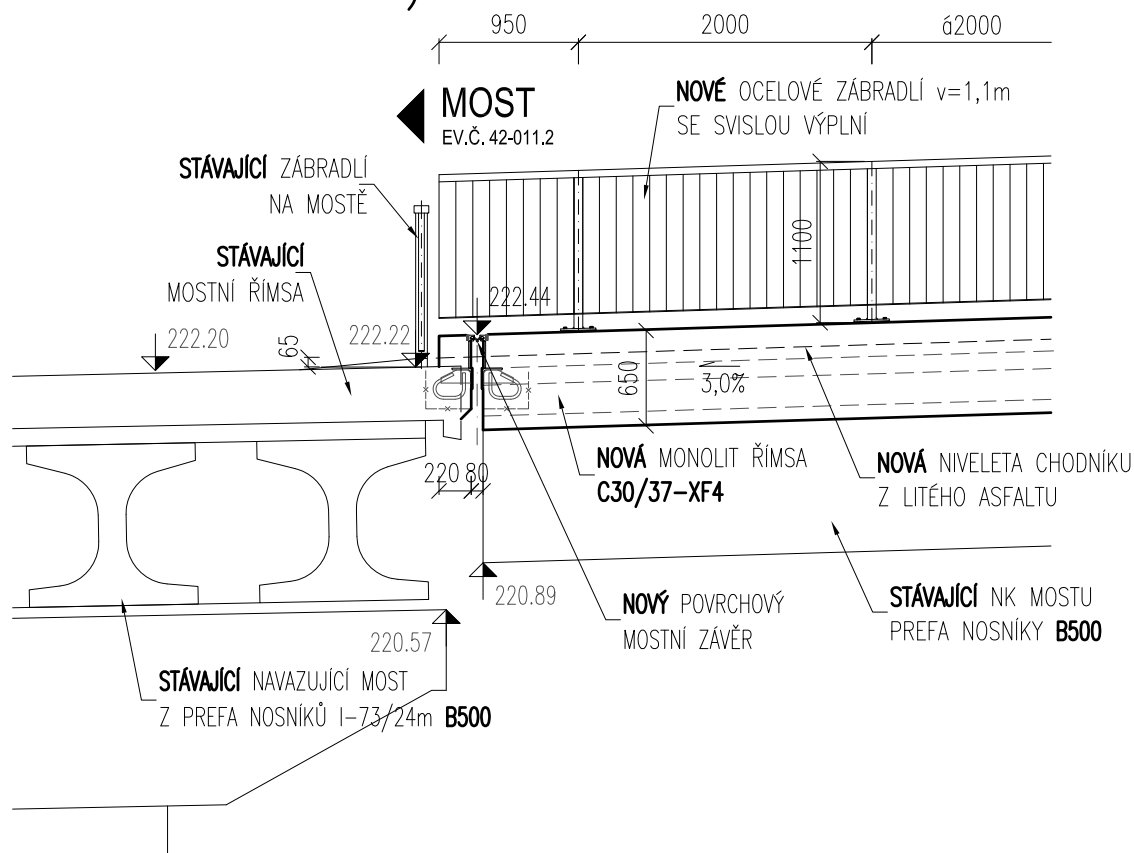 950
2000
á2000
MOST
EV.Č. 42-011.2
NOVÉ OCELOVÉ ZÁBRADLÍ v=1,1m
SE SVISLOU VÝPLNÍ
STÁVAJÍCÍ ZÁBRADLÍ
NA MOSTĚ
STÁVAJÍCÍ
MOSTNÍ ŘÍMSA
1100
222.44
222.20
65
222.22
650
3,0%
NOVÁ MONOLIT ŘÍMSA
C30/37-XF4
NOVÁ NIVELETA CHODNÍKU
Z LITÉHO ASFALTU
220
80
220.89
NOVÝ POVRCHOVÝ
MOSTNÍ ZÁVĚR
STÁVAJÍCÍ NK MOSTU
PREFA NOSNÍKY B500
220.57
STÁVAJÍCÍ NAVAZUJÍCÍ MOST
Z PREFA NOSNÍKŮ I-73/24m B500